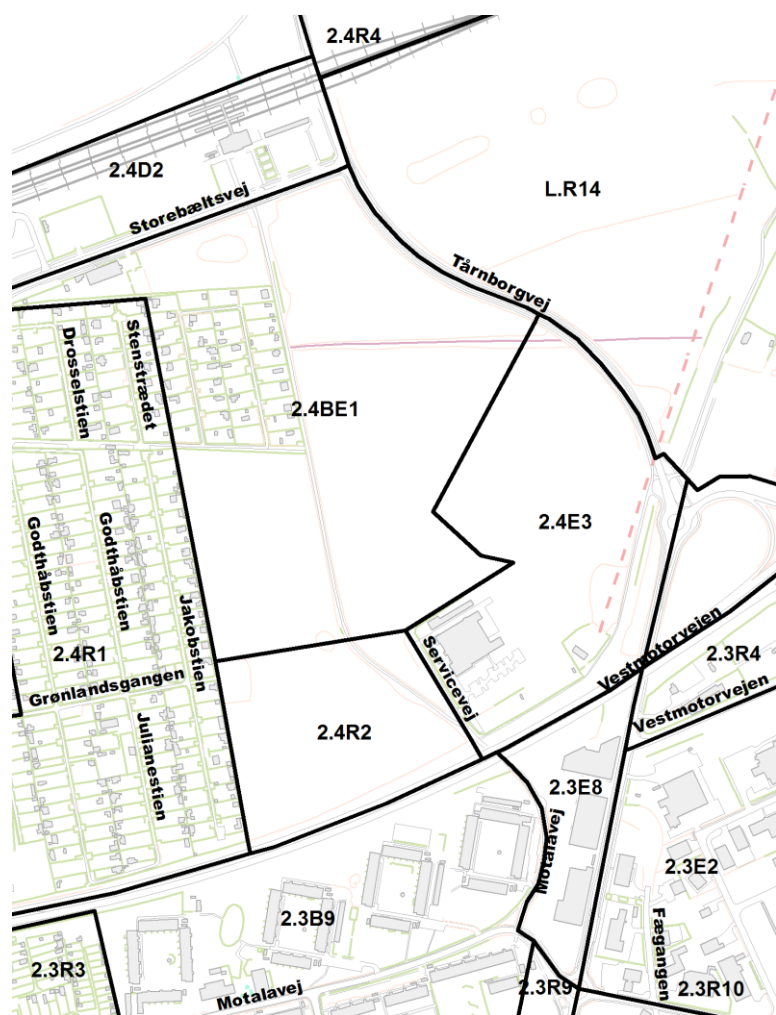 2.4R4
2.4D2
Storebæltsvej
L.R14
Tårnborgvej
Drosselstien
Stenstrædet
2.4BE1
2.4E3
Godthåbstien
Godthåbstien
Jakobstien
2.4R1
Grønlandsgangen
Servicevej
Vestmotorvejen
2.3R4
Vestmotorvejen
Julianestien
2.4R2
2.3E8
Motalavej
2.3E2
2.3B9
Fægangen
2.3R3
Motalavej
2.3R9
2.3R10